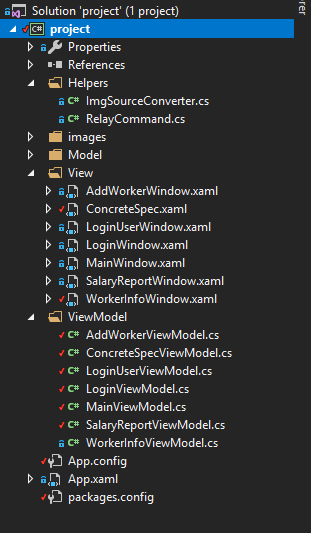 Solution 'project' (1 project)
project
Properties
References
Helpers
C# ImgSourceConverter.cs
C# RelayCommand.cs
images
Model
View
AddWorkerWindow.xaml
ConcreteSpec.xaml
LoginUserWindow.xaml
LoginWindow.xaml
MainWindow.xaml
SalaryReportWindow.xaml
WorkerInfoWindow.xaml
ViewModel
C# AddWorkerViewModel.cs
C# ConcreteSpecViewModel.cs
C# LoginUserViewModel.cs
C# LoginViewModel.cs
C# MainViewModel.cs
C# SalaryReportViewModel.cs
C# WorkerInfoViewModel.cs
App.config
App.xaml
packages.config